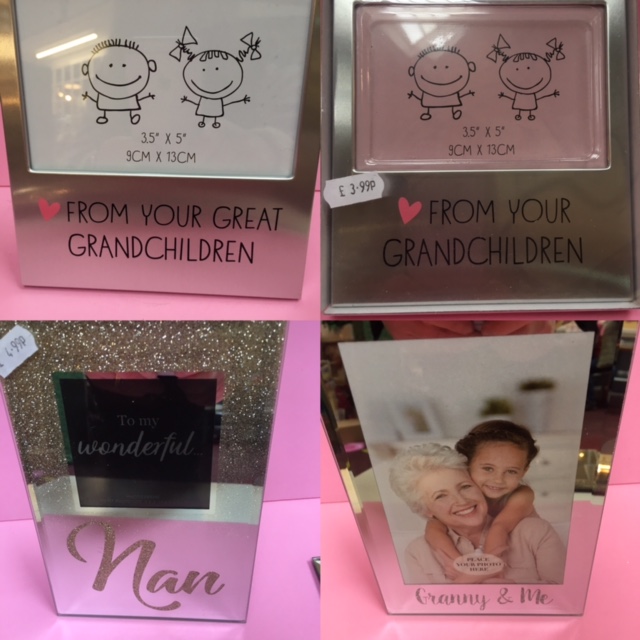 3.5" X 5"
9CM X 13CM
FROM YOUR GREAT
GRANDCHILDREN
3.5" X 5"
9CM X 13CM
£ 3.99P
FROM YOUR
GRANDCHILDREN
To my
wonderful...
Nan
PLACE
YOUR PHOTO
HERE
Granny & Me